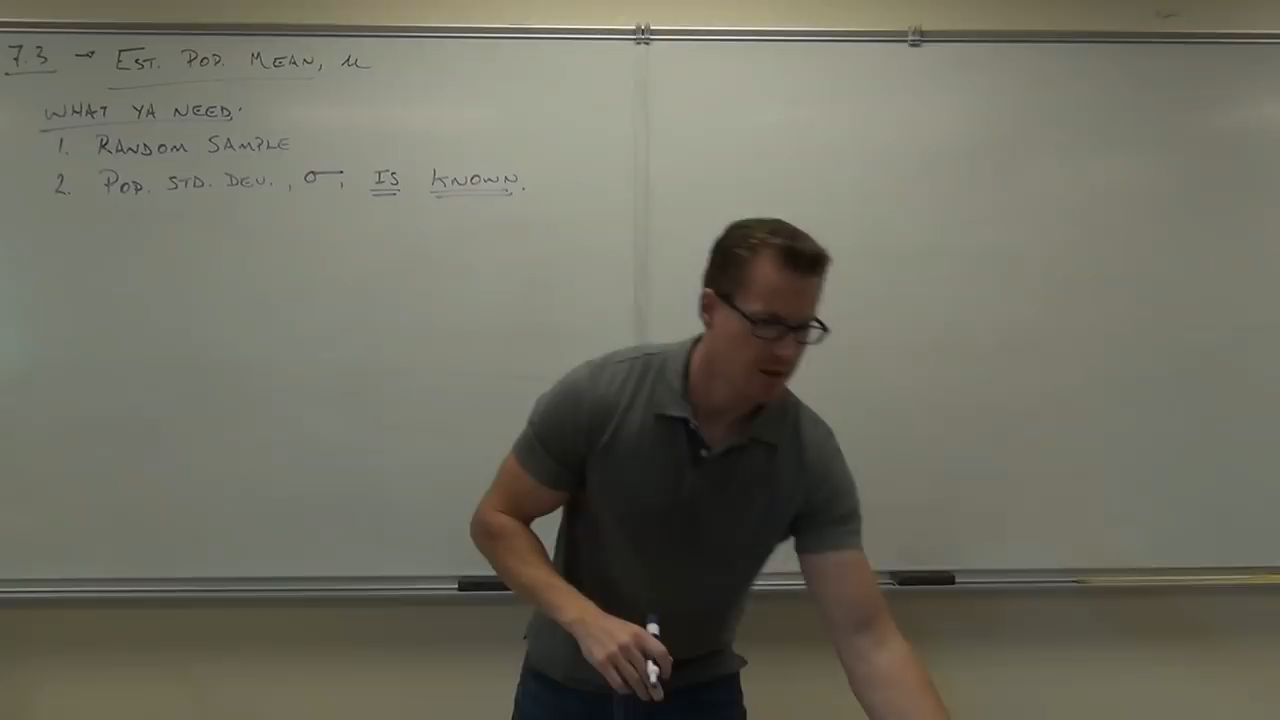 7.3 → EST. POP. MEAN, μ
WHAT YA NEED:
1. RANDOM SAMPLE
2. POP. STD. DEV., σ, IS KNOWN.